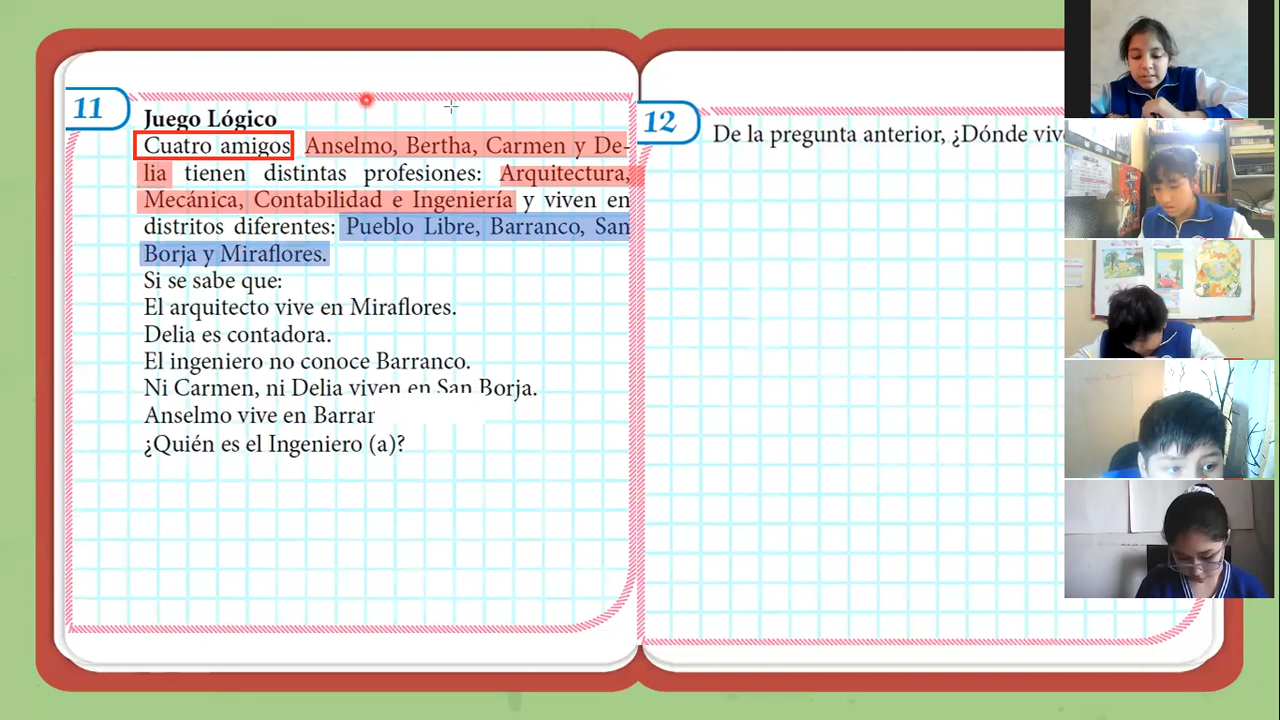 11
Juego Lógico
Cuatro amigos Anselmo, Bertha, Carmen y De-
lia tienen distintas profesiones: Arquitectura,
Mecánica, Contabilidad e Ingeniería y viven en
distritos diferentes: Pueblo Libre, Barranco, San
Borja y Miraflores.
Si se sabe que:
El arquitecto vive en Miraflores.
Delia es contadora.
El ingeniero no conoce Barranco.
Ni Carmen, ni Delia viven en San Borja.
Anselmo vive en
¿Quién es el Ingeniero (a)?
12
De la pregunta anterior, ¿Dónde